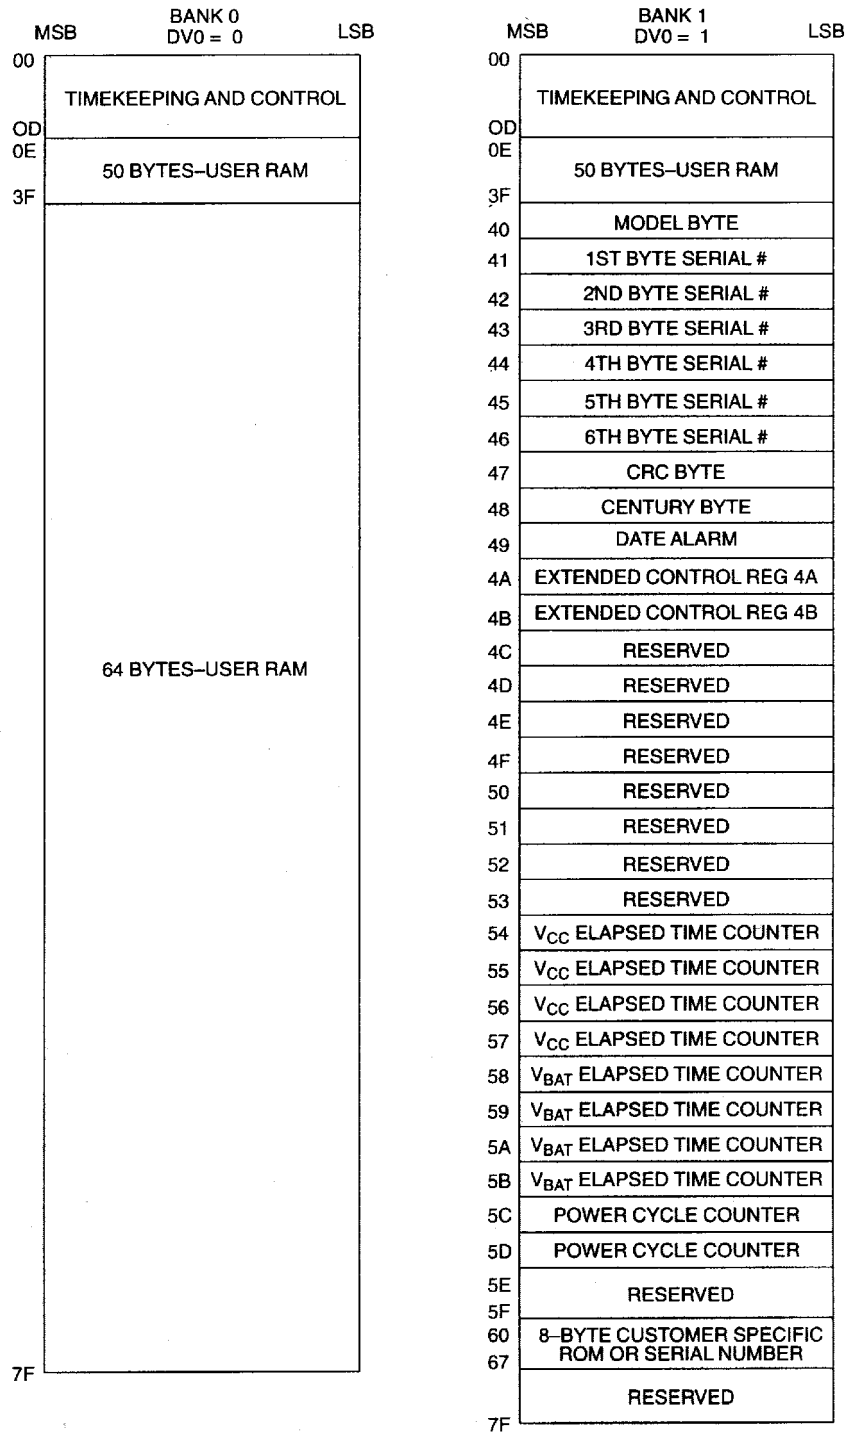 BANK 0
MSB DV0 = 0 LSB
00
TIMEKEEPING AND CONTROL
OD
0E
50 BYTES–USER RAM
3F
64 BYTES–USER RAM
7F
BANK 1
MSB DV0 = 1 LSB
00
TIMEKEEPING AND CONTROL
OD
0E
50 BYTES–USER RAM
3F
40 MODEL BYTE
41 1ST BYTE SERIAL #
42 2ND BYTE SERIAL #
43 3RD BYTE SERIAL #
44 4TH BYTE SERIAL #
45 5TH BYTE SERIAL #
46 6TH BYTE SERIAL #
47 CRC BYTE
48 CENTURY BYTE
49 DATE ALARM
4A EXTENDED CONTROL REG 4A
4B EXTENDED CONTROL REG 4B
4C RESERVED
4D RESERVED
4E RESERVED
4F RESERVED
50 RESERVED
51 RESERVED
52 RESERVED
53 RESERVED
54 VCC ELAPSED TIME COUNTER
55 VCC ELAPSED TIME COUNTER
56 VCC ELAPSED TIME COUNTER
57 VCC ELAPSED TIME COUNTER
58 VBAT ELAPSED TIME COUNTER
59 VBAT ELAPSED TIME COUNTER
5A VBAT ELAPSED TIME COUNTER
5B VBAT ELAPSED TIME COUNTER
5C POWER CYCLE COUNTER
5D POWER CYCLE COUNTER
5E
RESERVED
5F
60 8–BYTE CUSTOMER SPECIFIC
67 ROM OR SERIAL NUMBER
RESERVED
7F